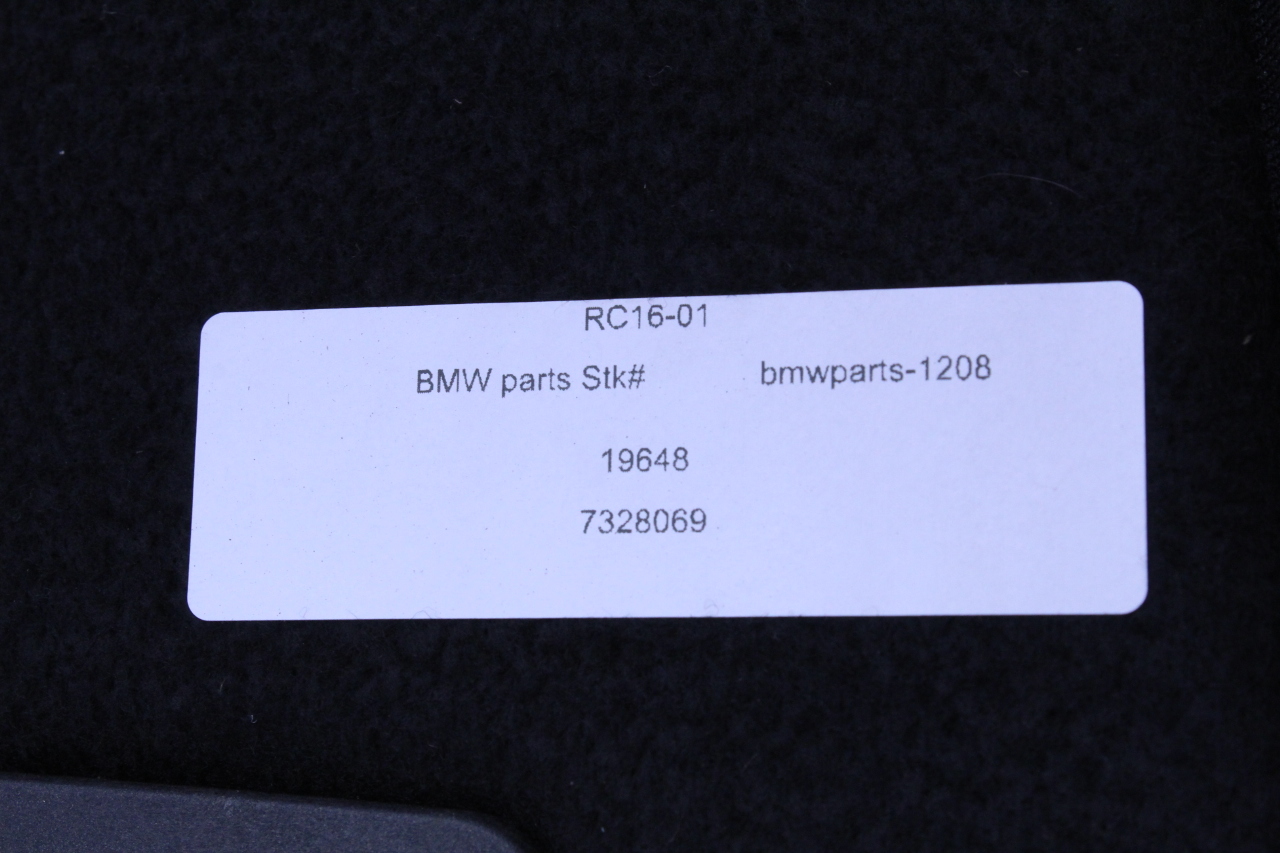 RC16-01
BMW parts Stk# bmwparts-1208
19648
7328069